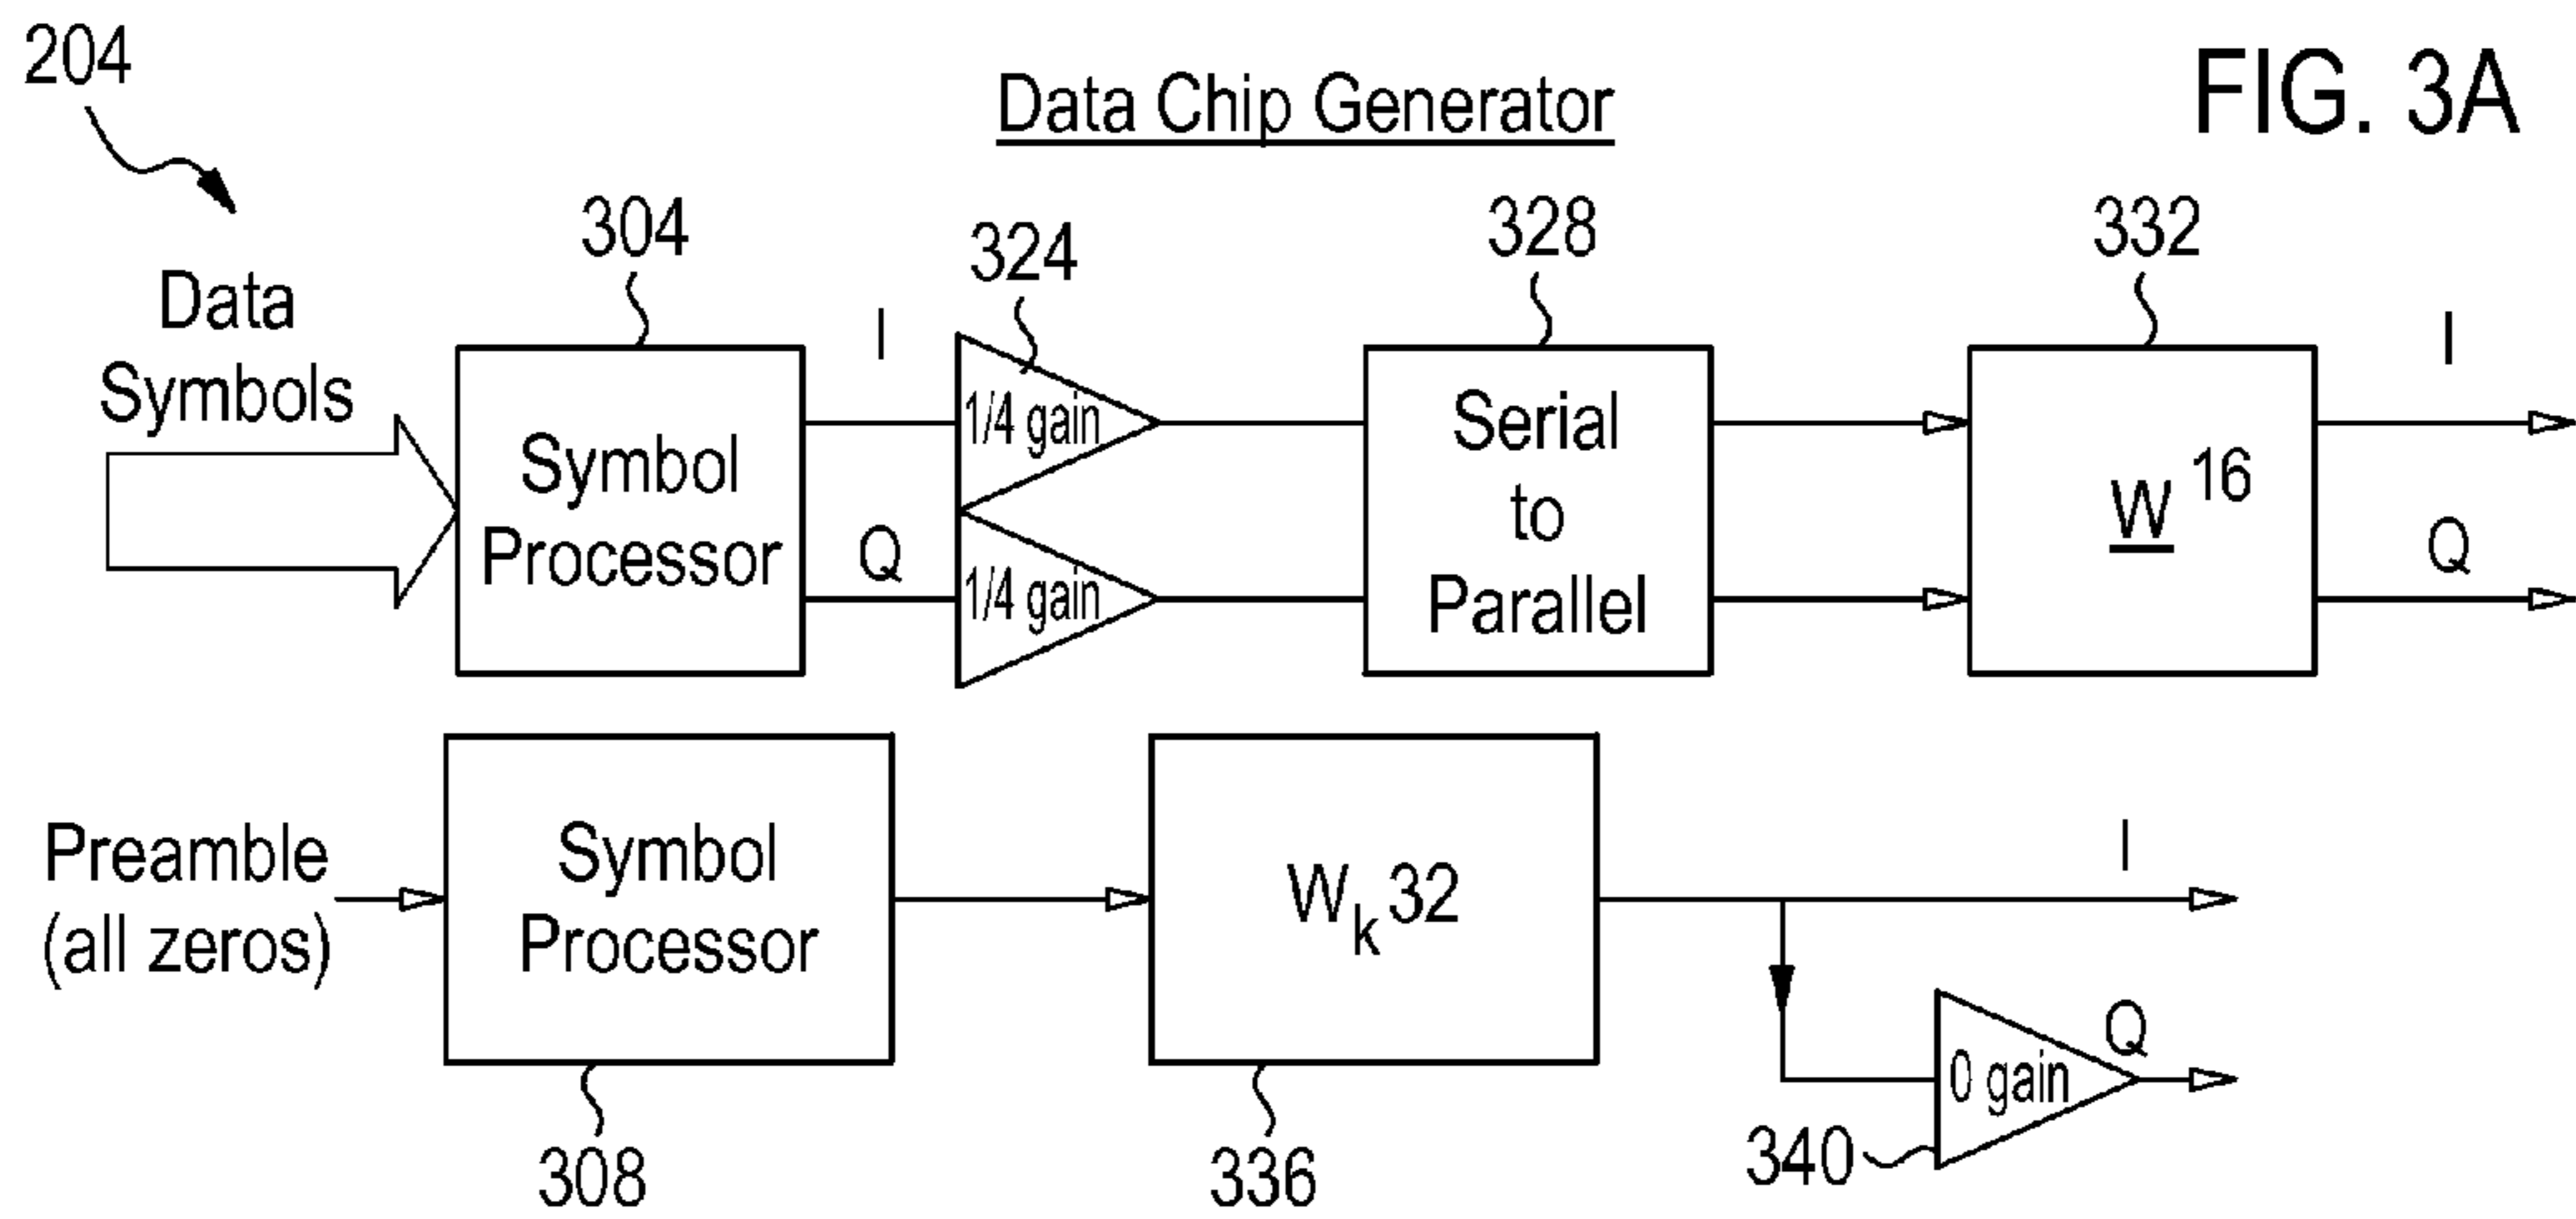 204
FIG. 3A
Data Chip Generator
304
324
328
332
Data
Symbols
I
I
Symbol
Processor
1/4 gain
Serial
to
Parallel
W 16
Q
1/4 gain
Q
Preamble
(all zeros)
Symbol
Processor
Wk32
I
Q
0 gain
308
336
340